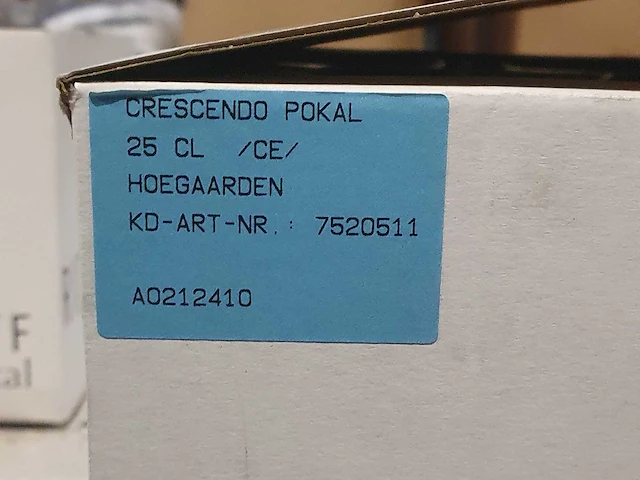 CRESCENDO POKAL
25 CL /CE/
HOEGAARDEN
KD-ART-NR.: 7520511
A0212410